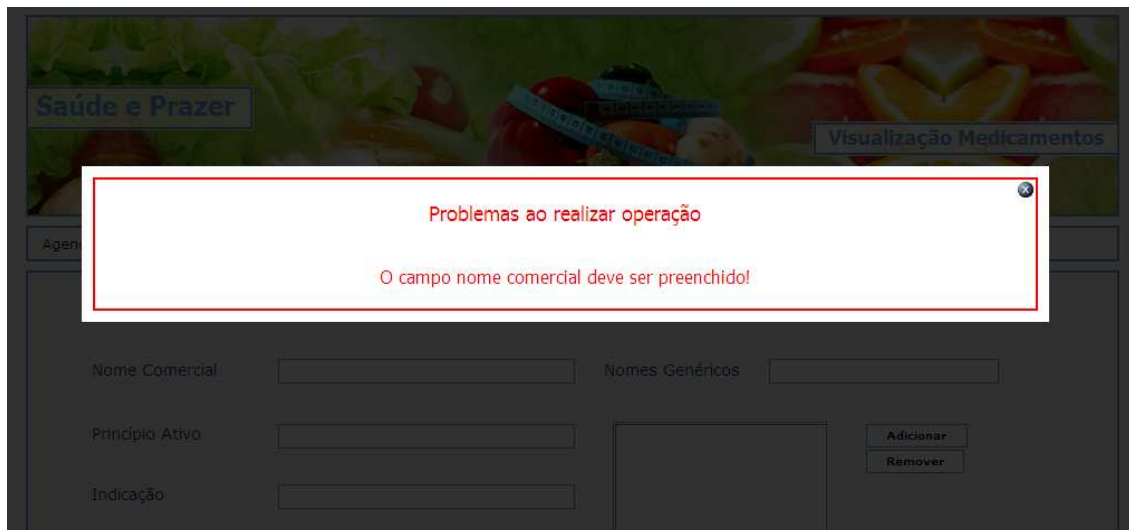 Saúde e Prazer
Visualização Medicamentos
Problemas ao realizar operação
Agen
O campo nome comercial deve ser preenchido!
Nome Comercial
Nomes Genéricos
Princípio Ativo
Adicionar
Remover
Indicação